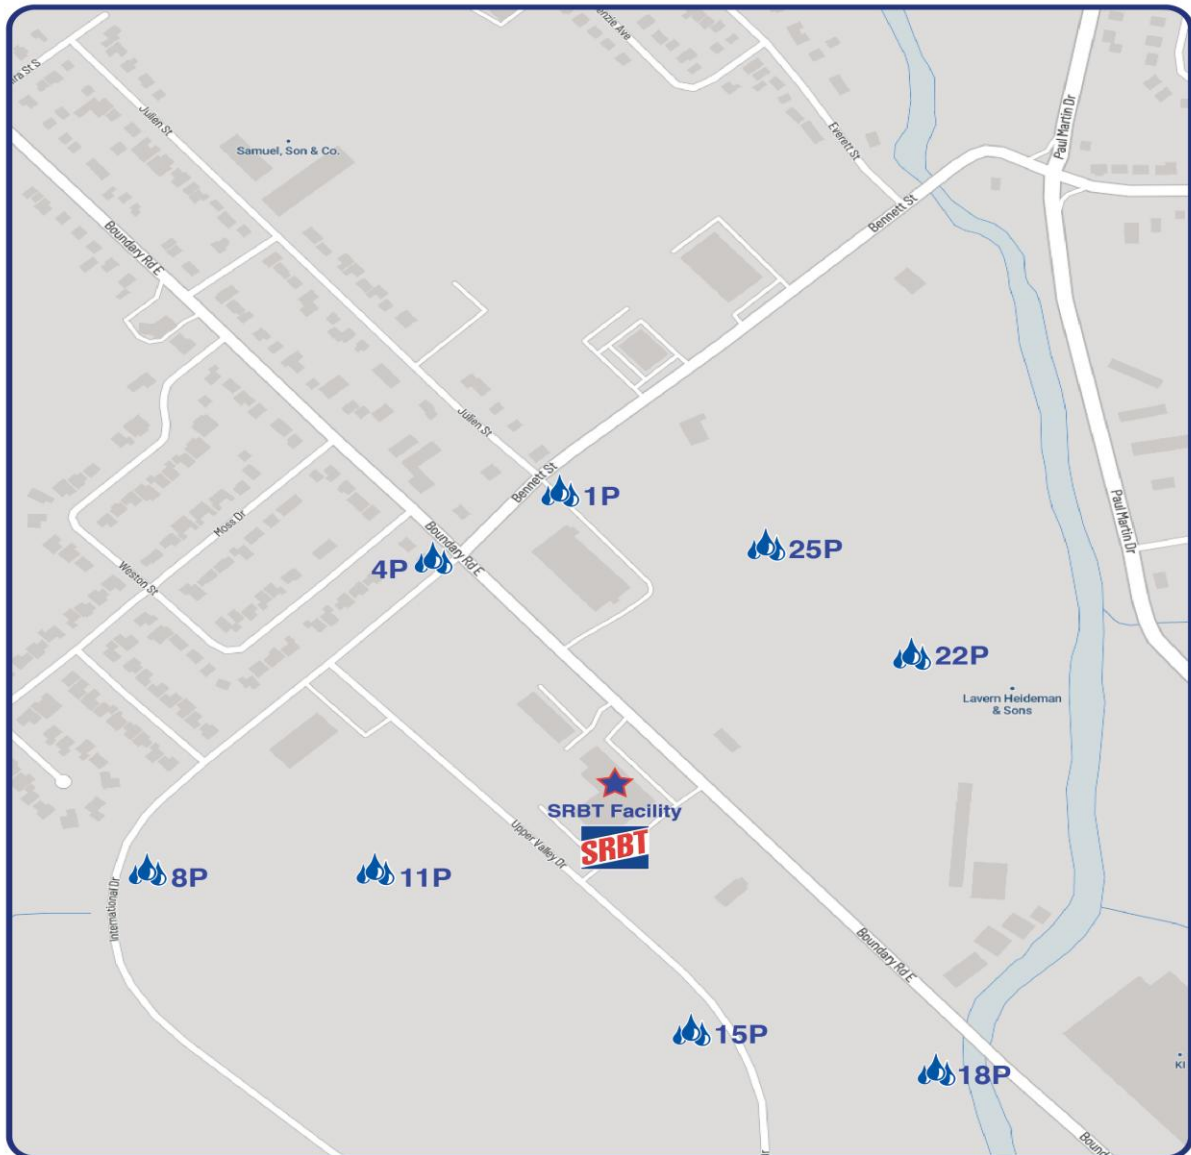 Julien St
Samuel, Son & Co.
Everett St
Paul Martin Dr
Bennett St
Boundary Rd E
Julien St
Bennett St
1P
Moss Dr
Boundary Rd E
4P
25P
Paul Martin Dr
Weston St
22P
Lavern Heideman
& Sons
SRBT Facility
SRBT
Upper Valley Dr
8P
11P
International Dr
Boundary Rd E
15P
18P
KI